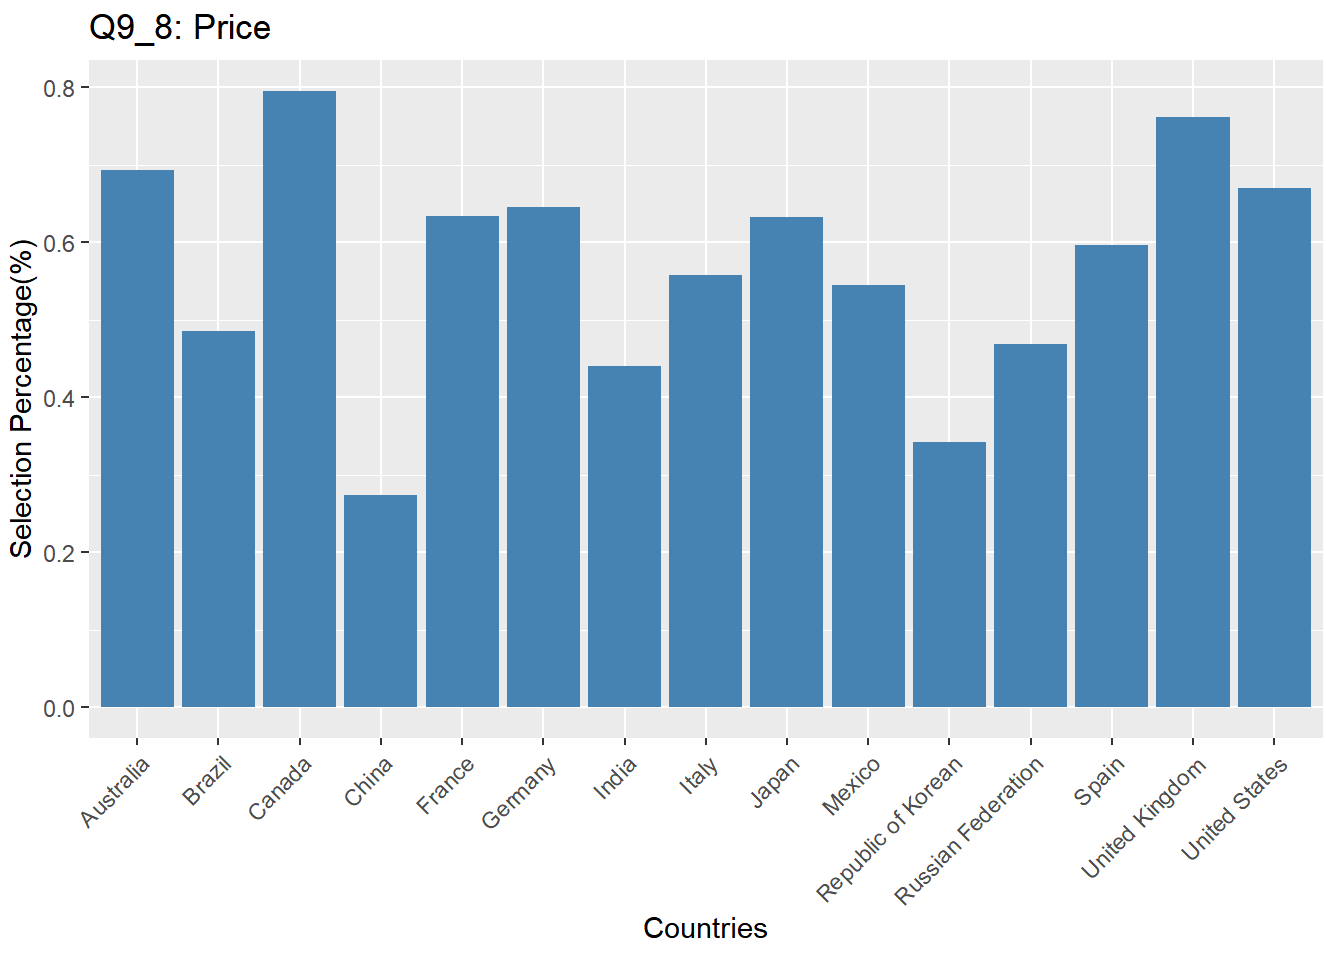 Q9_8: Price
Selection Percentage(%)
0.8
0.6
0.4
0.2
0.0
Australia
Brazil
Canada
China
France
Germany
India
Italy
Japan
Mexico
Republic of Korean
Russian Federation
Spain
United Kingdom
United States
Countries